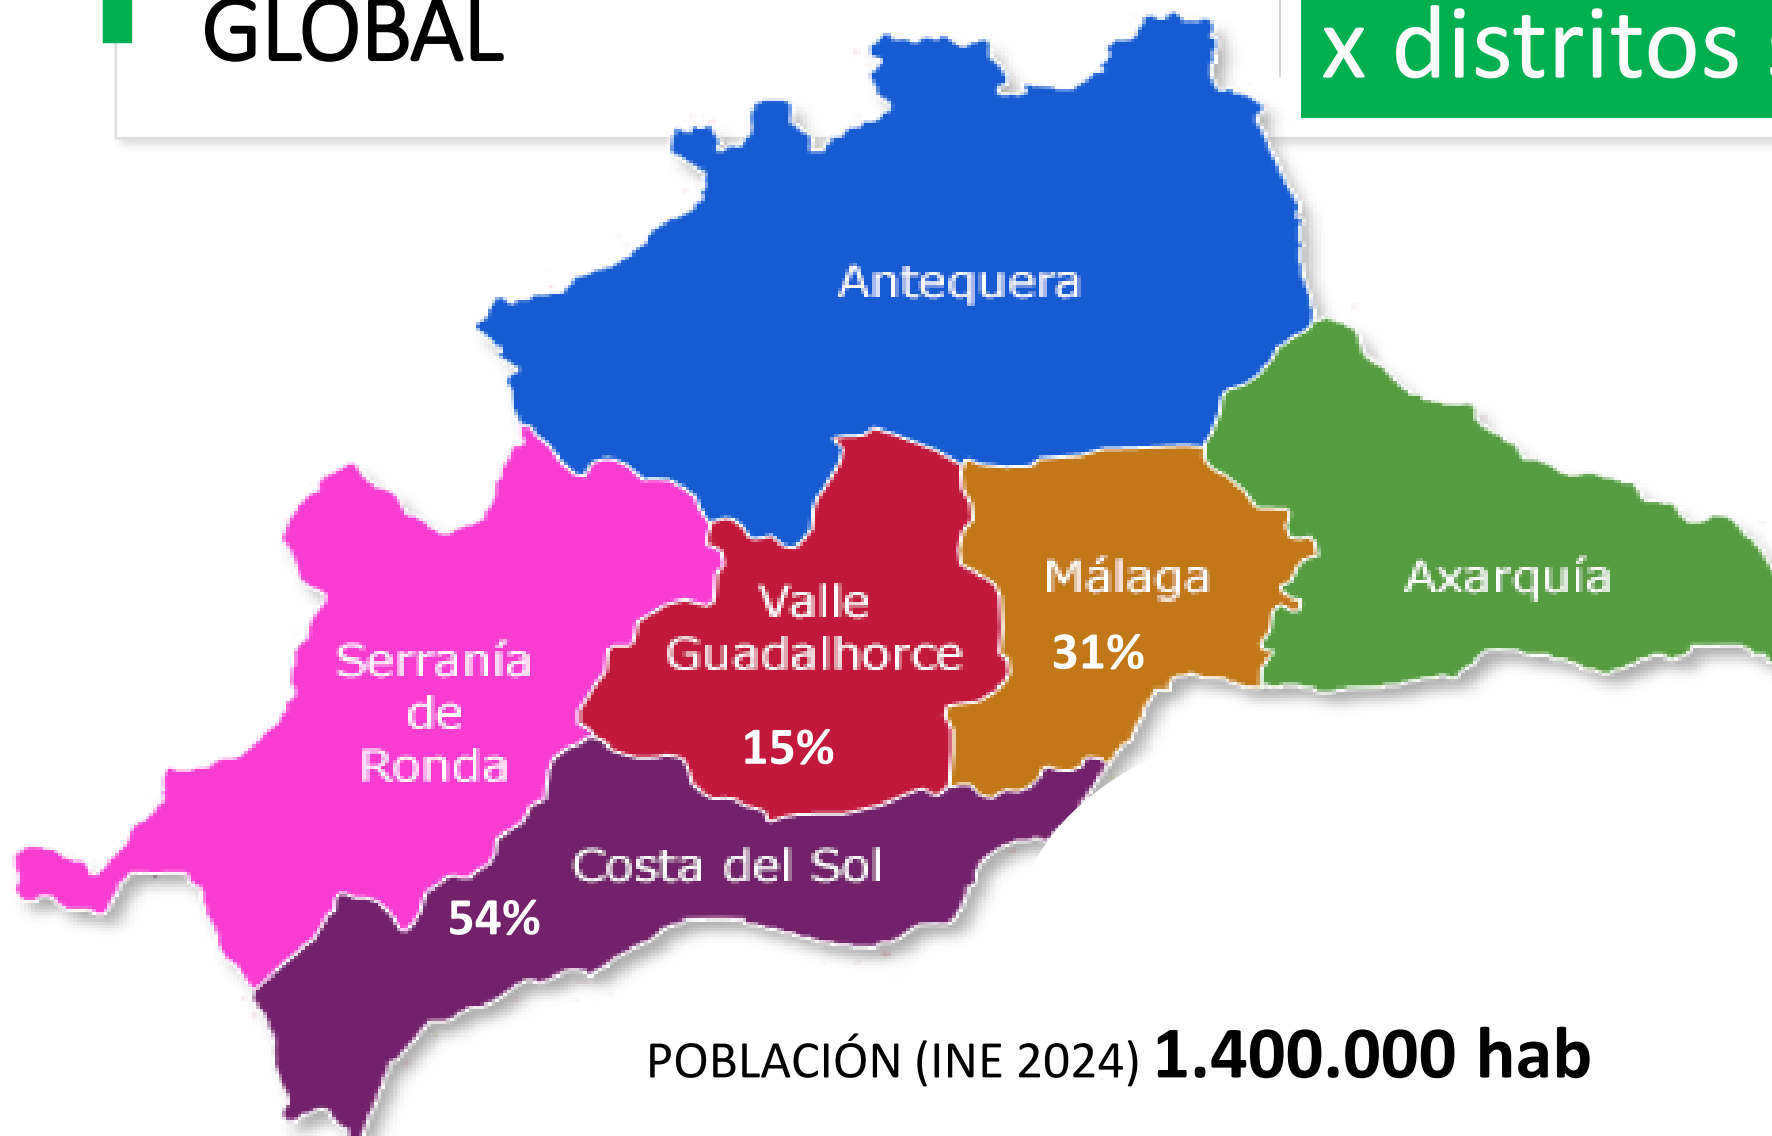 GLOBAL
x distritos
Antequera
Málaga
31%
Axarquía
Valle
Guadalhorce
15%
Serranía
de
Ronda
Costa del Sol
54%
POBLACIÓN (INE 2024) 1.400.000 hab